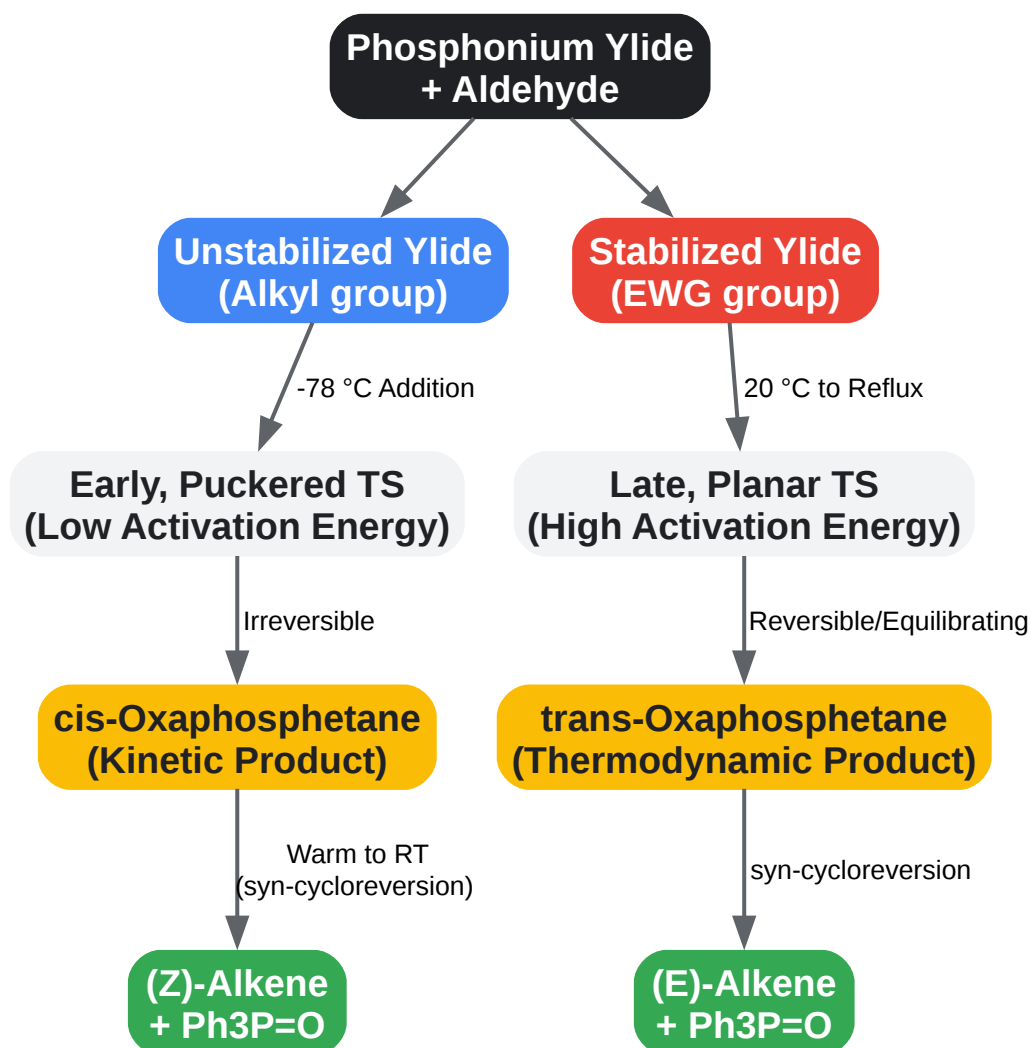 Phosphonium Ylide
+ Aldehyde
Unstabilized Ylide
(Alkyl group)
Stabilized Ylide
(EWG group)
-78 °C Addition
20 °C to Reflux
Early, Puckered TS
(Low Activation Energy)
Late, Planar TS
(High Activation Energy)
Irreversible
Reversible/Equilibrating
cis-Oxaphosphetane
(Kinetic Product)
trans-Oxaphosphetane
(Thermodynamic Product)
Warm to RT
(syn-cycloreversion)
syn-cycloreversion
(Z)-Alkene
+ Ph3P=O
(E)-Alkene
+ Ph3P=O